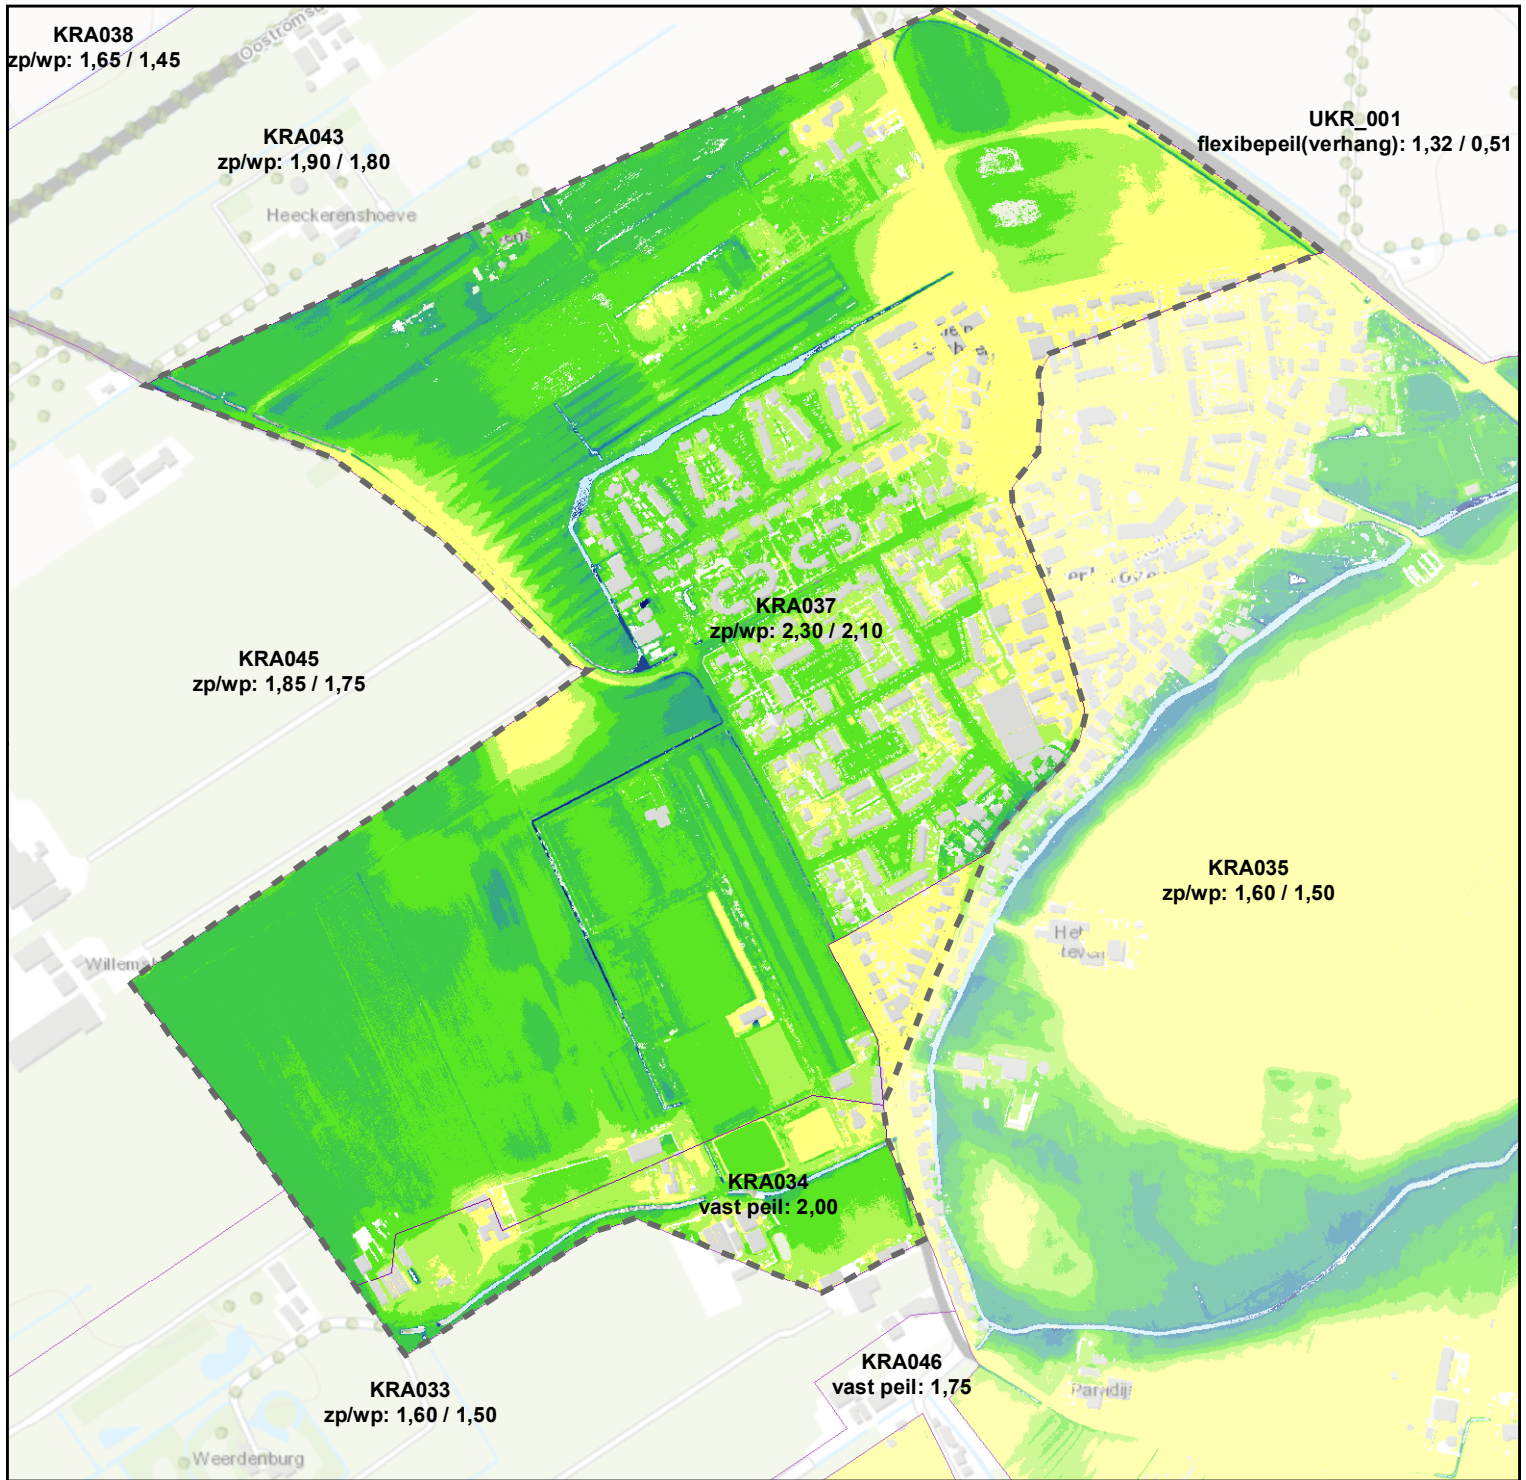 KRA038
zp/wp: 1,65 / 1,45
KRA043
zp/wp: 1,90 / 1,80
UKR_001
flexibepeil(verhang): 1,32 / 0,51
Heeckerenshoeve
KRA037
zp/wp: 2,30 / 2,10
KRA045
zp/wp: 1,85 / 1,75
KRA035
zp/wp: 1,60 / 1,50
Het
KRA034
vast peil: 2,00
KRA046
vast peil: 1,75
KRA033
zp/wp: 1,60 / 1,50
Paradijs
Weerdenburg